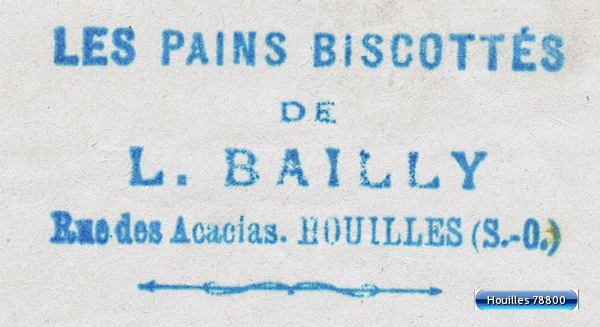 LES PAINS BISCOTTÉS
DE
L. BAILLY
Rue des Acacias. HOUILLES (S.-O.)
Houilles 78800